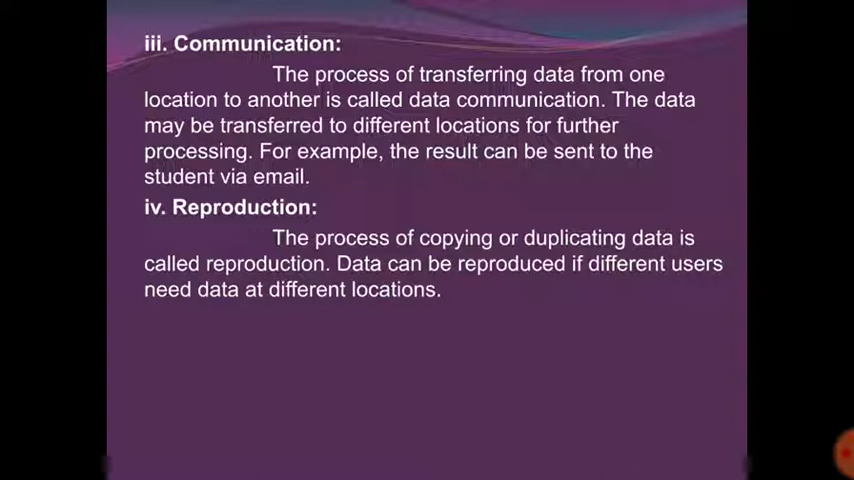 iii. Communication:
The process of transferring data from one
location to another is called data communication. The data
may be transferred to different locations for further
processing. For example, the result can be sent to the
student via email.
iv. Reproduction:
The process of copying or duplicating data is
called reproduction. Data can be reproduced if different users
need data at different locations.